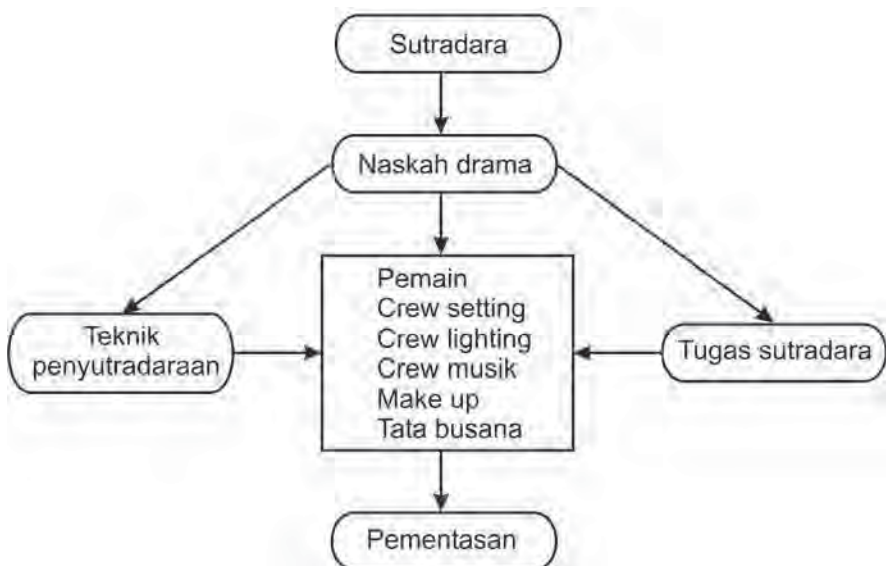 Sutradara
Naskah drama
Pemain
Crew setting
Crew lighting
Crew musik
Make up
Tata busana
Teknik
penyutradaraan
Tugas sutradara
Pementasan